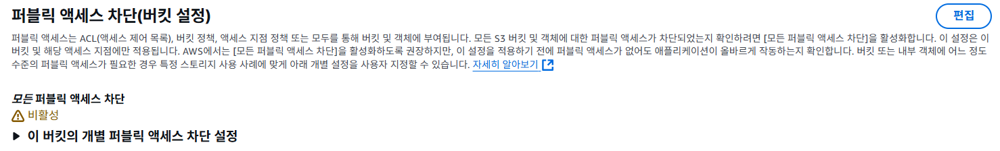 퍼블릭 액세스 차단(버킷 설정)
편집
퍼블릭 액세스는 ACL(액세스 제어 목록), 버킷 정책, 액세스 지점 정책 또는 모두를 통해 버킷 및 객체에 부여됩니다. 모든 S3 버킷 및 객체에 대한 퍼블릭 액세스가 차단되었는지 확인하려면 [모든 퍼블릭 액세스 차단]을 활성화합니다. 이 설정은 이
버킷 및 해당 액세스 지점에만 적용됩니다. AWS에서는 [모든 퍼블릭 액세스 차단]을 활성화하도록 권장하지만, 이 설정을 적용하기 전에 퍼블릭 액세스가 없어도 애플리케이션이 올바르게 작동하는지 확인합니다. 버킷 또는 내부 객체에 어느 정도
수준의 퍼블릭 액세스가 필요한 경우 특정 스토리지 사용 사례에 맞게 아래 개별 설정을 사용자 지정할 수 있습니다. 자세히 알아보기
모든 퍼블릭 액세스 차단
비활성
이 버킷의 개별 퍼블릭 액세스 차단 설정